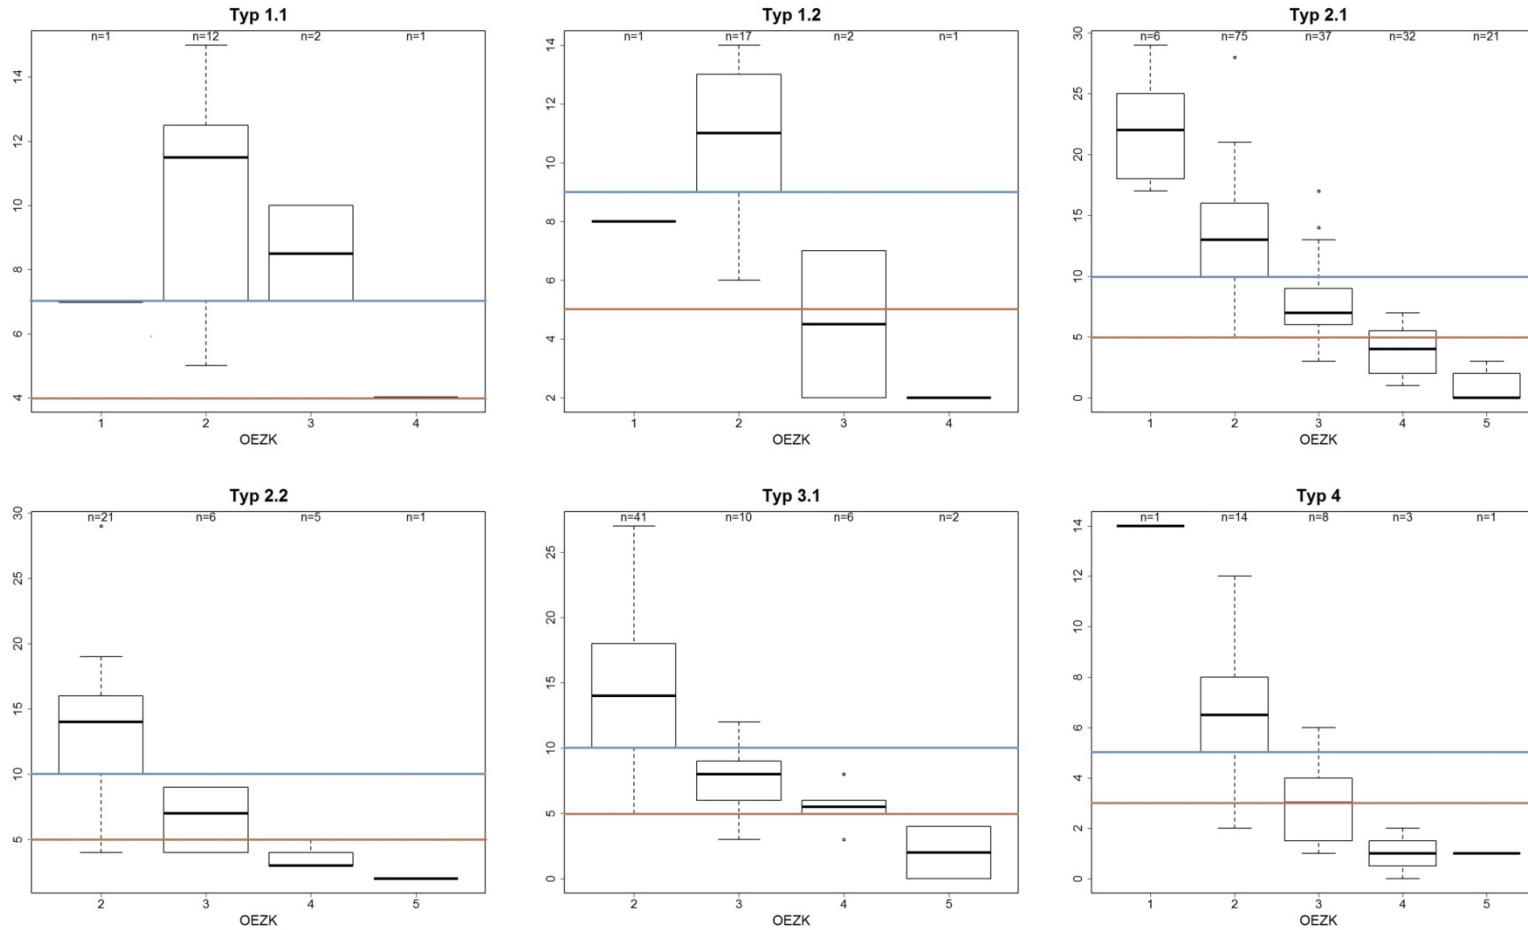 Typ 1.1
n=1 n=12 n=2 n=1
14
12
10
8
6
4
1 2 3 4
OEZK
Typ 1.2
n=1 n=17 n=2 n=1
14
12
10
8
6
4
2
1 2 3 4
OEZK
Typ 2.1
n=6 n=75 n=37 n=32 n=21
30
25
20
15
10
5
0
1 2 3 4 5
OEZK
Typ 2.2
n=21 n=6 n=5 n=1
30
25
20
15
10
5
2 3 4 5
OEZK
Typ 3.1
n=41 n=10 n=6 n=2
25
20
15
10
5
0
2 3 4 5
OEZK
Typ 4
n=1 n=14 n=8 n=3 n=1
14
12
10
8
6
4
2
0
1 2 3 4 5
OEZK